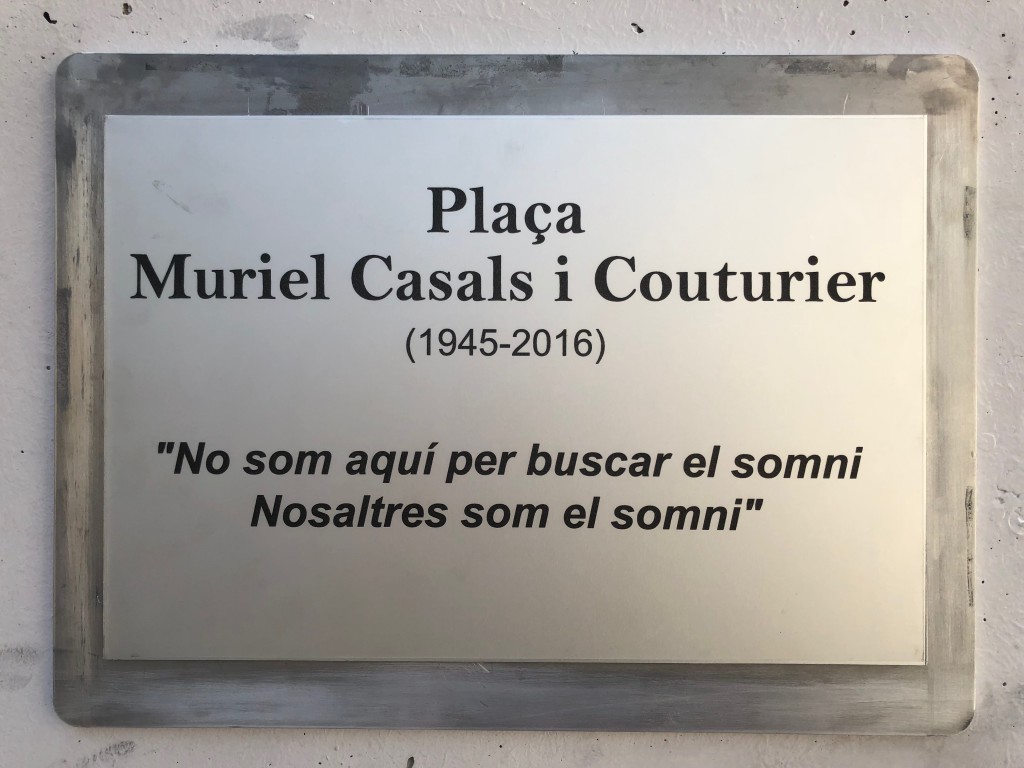 Plaça
Muriel Casals i Couturier
(1945-2016)
"No som aquí per buscar el somni
Nosaltres som el somni"